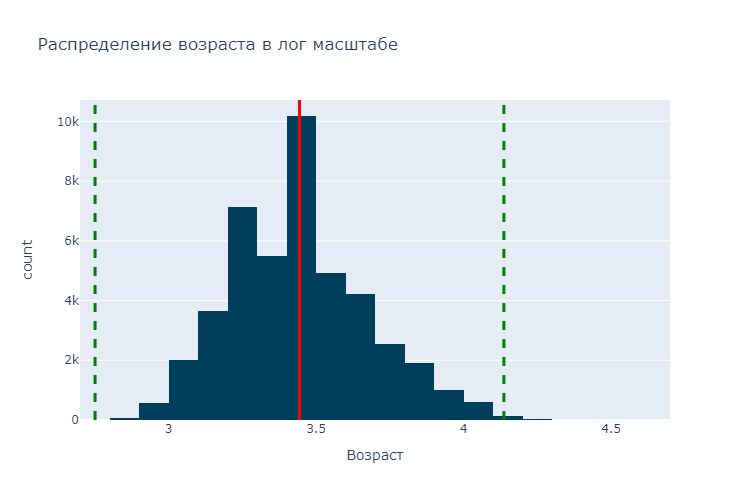 Распределение возраста в лог масштабе
10k
8k
6k
4k
2k
0
count
3
3.5
4
4.5
Возраст